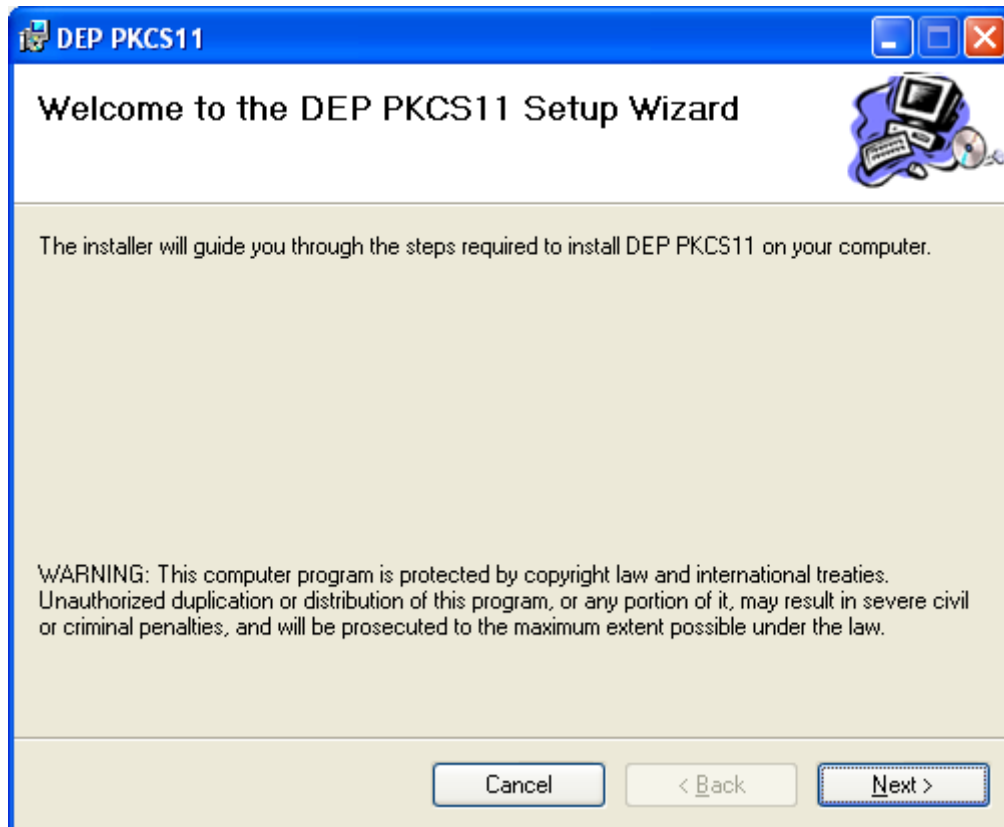 DEP PKCS11
Welcome to the DEP PKCS11 Setup Wizard
The installer will guide you through the steps required to install DEP PKCS11 on your computer.
WARNING: This computer program is protected by copyright law and international treaties.
Unauthorized duplication or distribution of this program, or any portion of it, may result in severe civil
or criminal penalties, and will be prosecuted to the maximum extent possible under the law.
Cancel
< Back
Next >